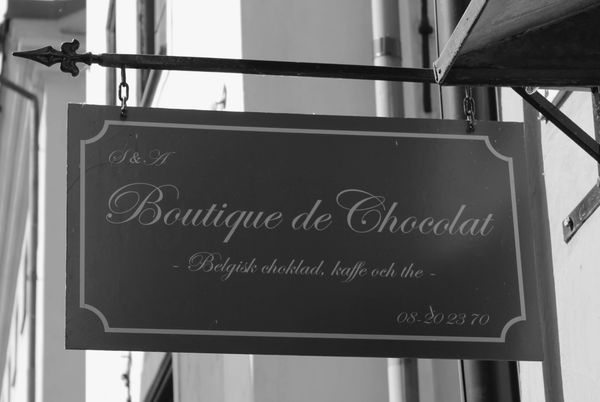 S & A
Boutique de Chocolat
- Belgisk choklad, kaffe och the -
08-20 23 70